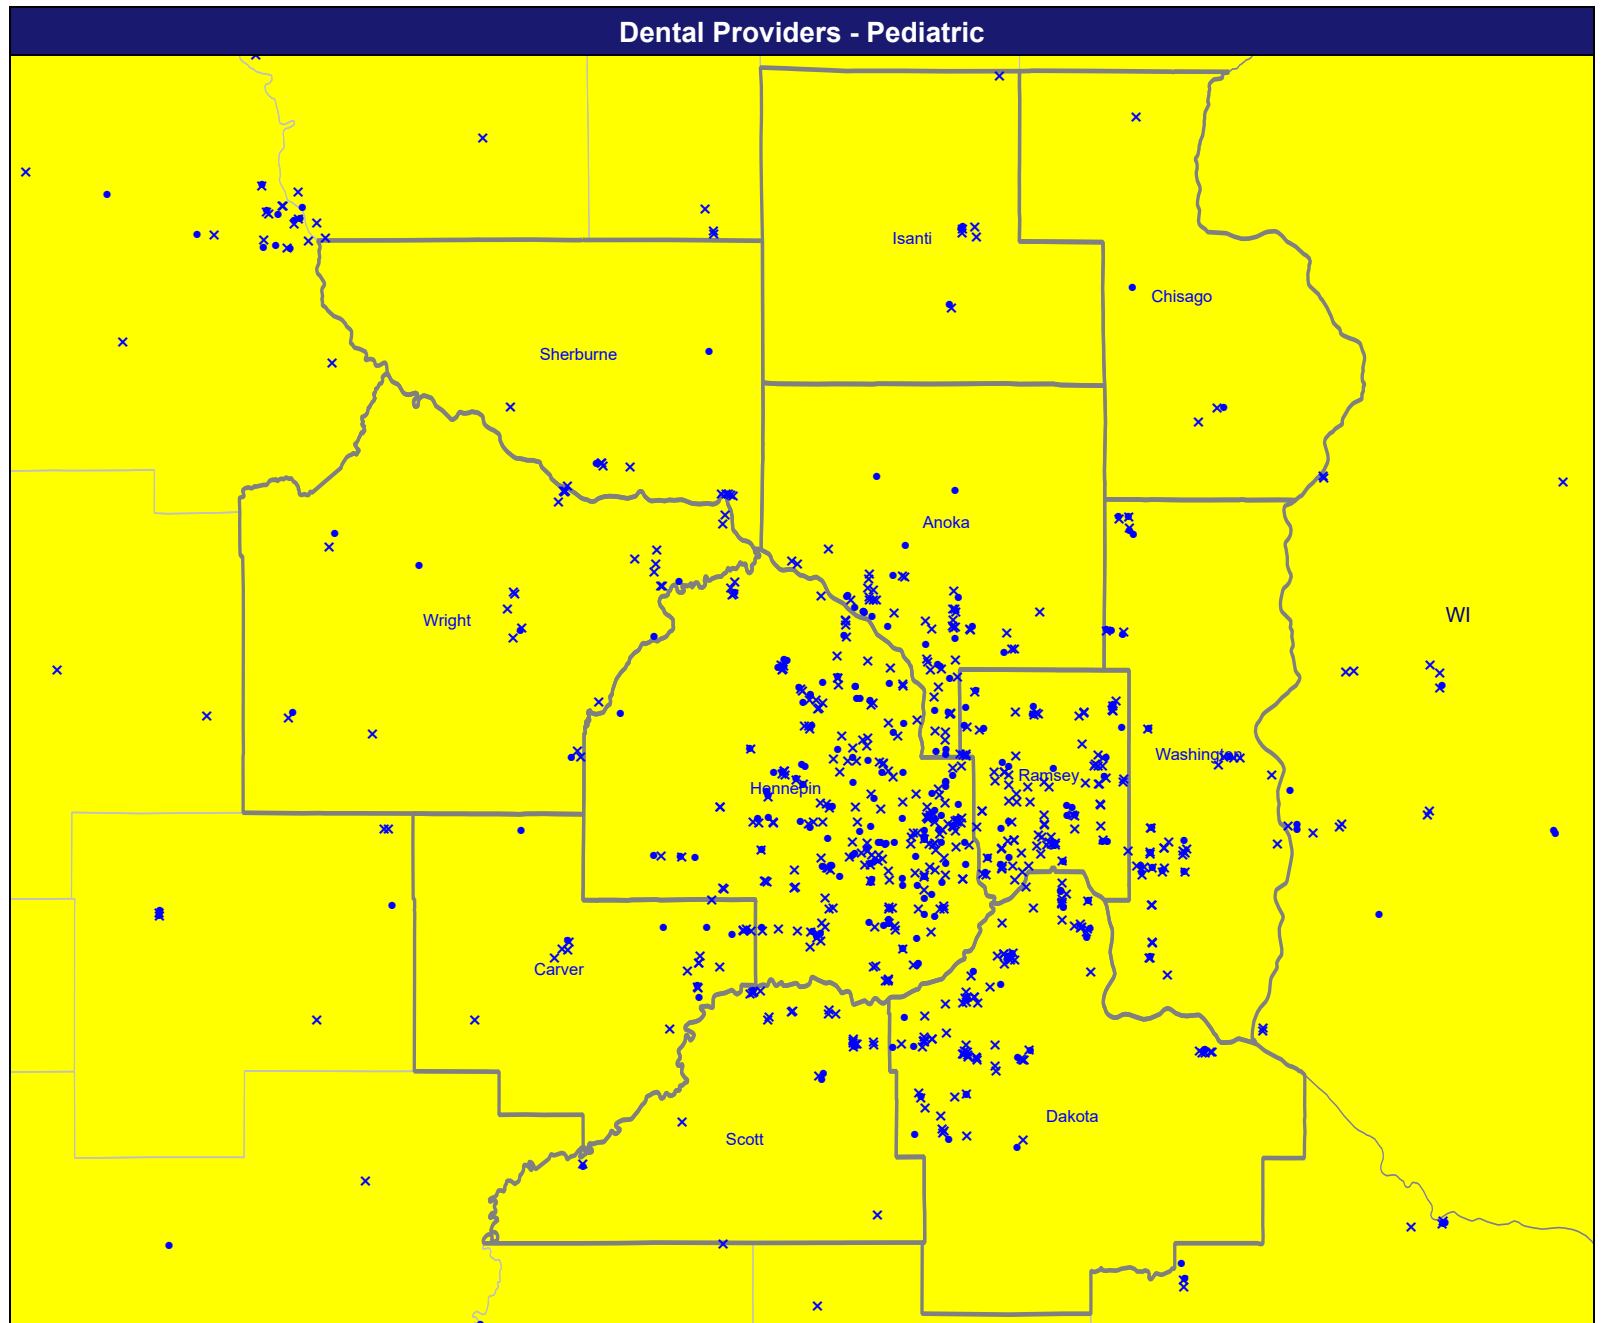 Dental Providers - Pediatric
Isanti
Chisago
Sherburne
Anoka
WI
Wright
Washington
Ramsey
Hennepin
Carver
Dakota
Scott